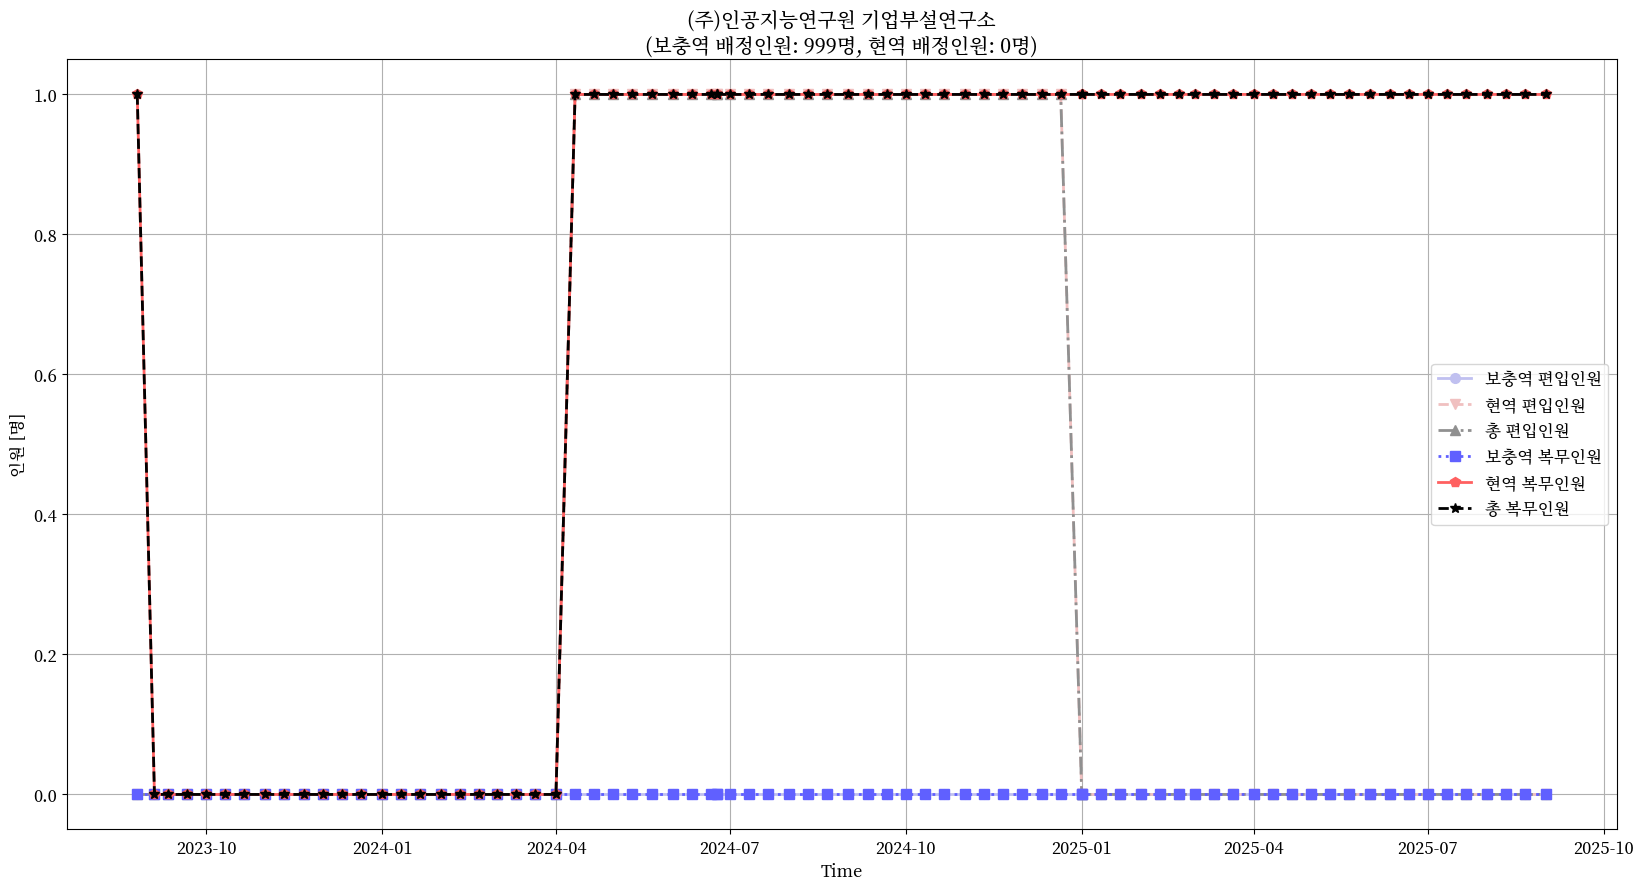 (주)인공지능연구원 기업부설연구소
(보충역 배정인원: 999명, 현역 배정인원: 0명)
1.0
0.8
0.6
0.4
0.2
0.0
인원 [명]
보충역 편입인원
현역 편입인원
총 편입인원
보충역 복무인원
현역 복무인원
총 복무인원
2023-10
2024-01
2024-04
2024-07
2024-10
2025-01
2025-04
2025-07
2025-10
Time